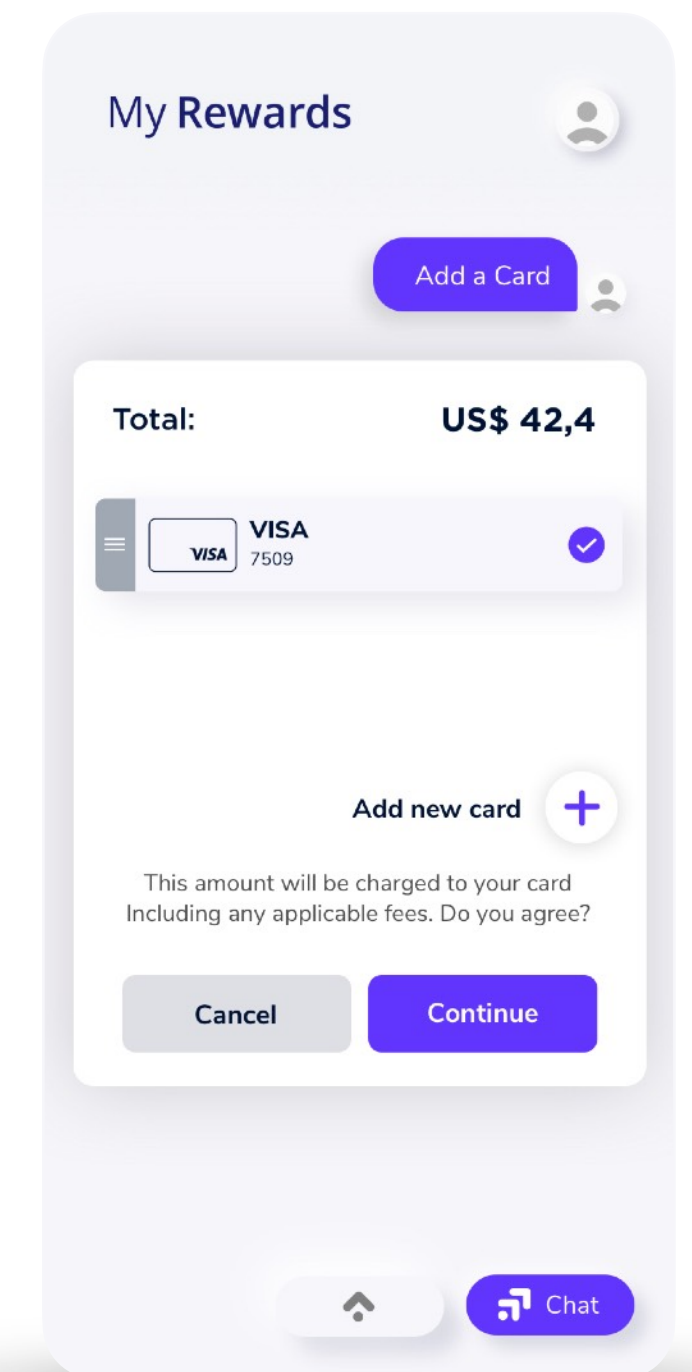 My Rewards
Add a Card
Total: US$ 42,4
VISA
VISA
7509
Add new card
This amount will be charged to your card
Including any applicable fees. Do you agree?
Cancel Continue
Chat